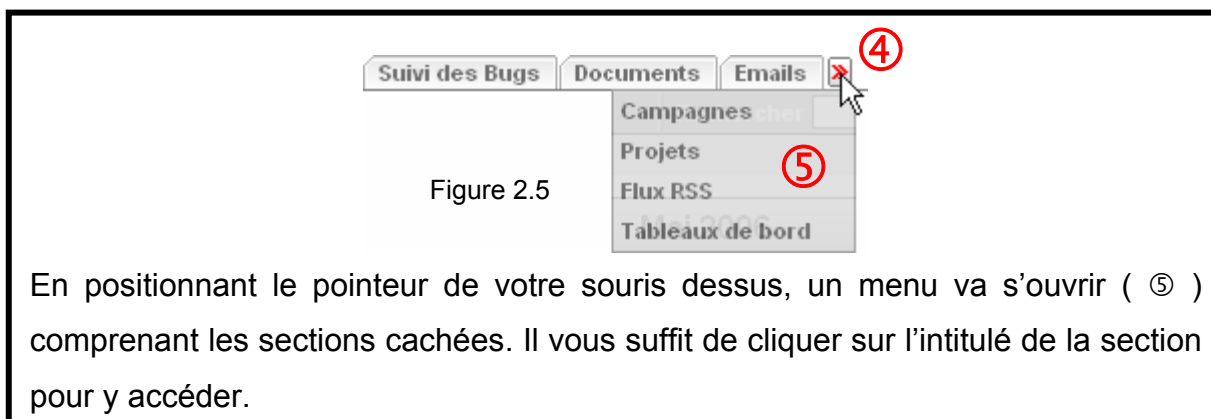 Suivi des Bugs Documents Emails » ④
Campagnes
Projets
⑤
Figure 2.5 Flux RSS
Tableaux de bord
En positionnant le pointeur de votre souris dessus, un menu va s’ouvrir ( ⑤ )
comprenant les sections cachées. Il vous suffit de cliquer sur l’intitulé de la section
pour y accéder.